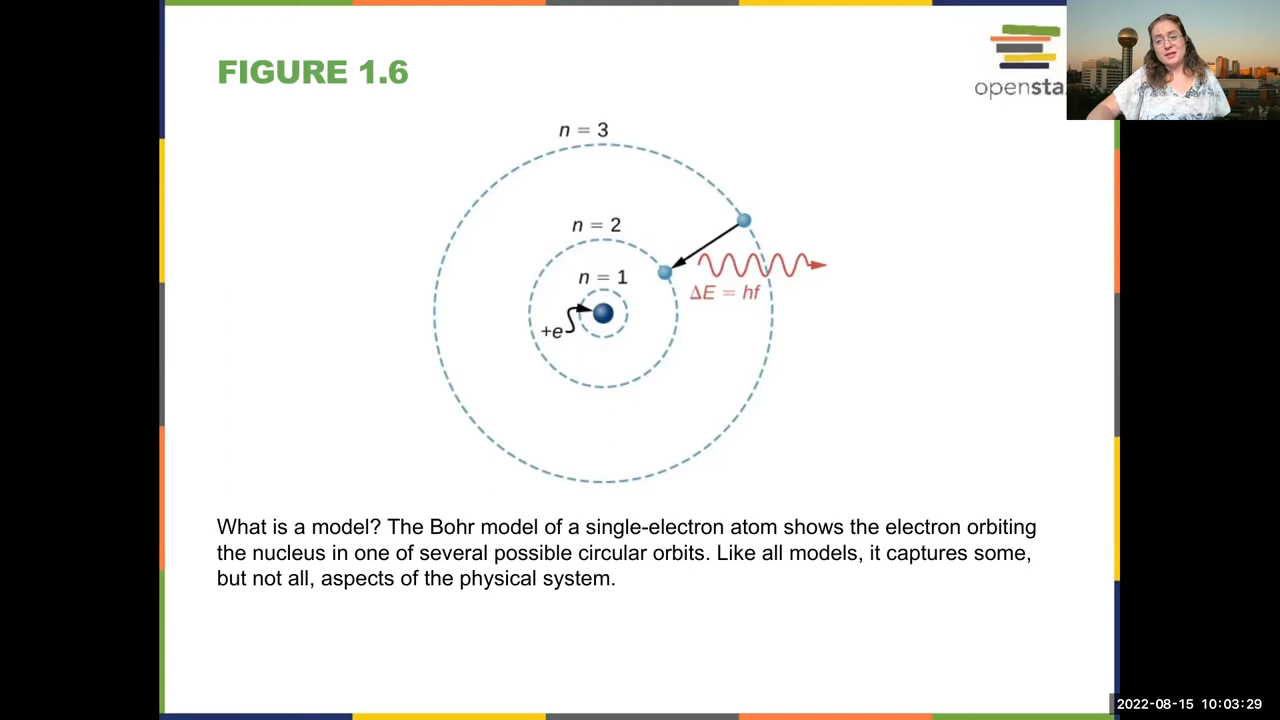 FIGURE 1.6
opensta
n = 3
n = 2
n = 1
ΔE = hf
+e
What is a model? The Bohr model of a single-electron atom shows the electron orbiting
the nucleus in one of several possible circular orbits. Like all models, it captures some,
but not all, aspects of the physical system.
2022-08-15 10:03:29